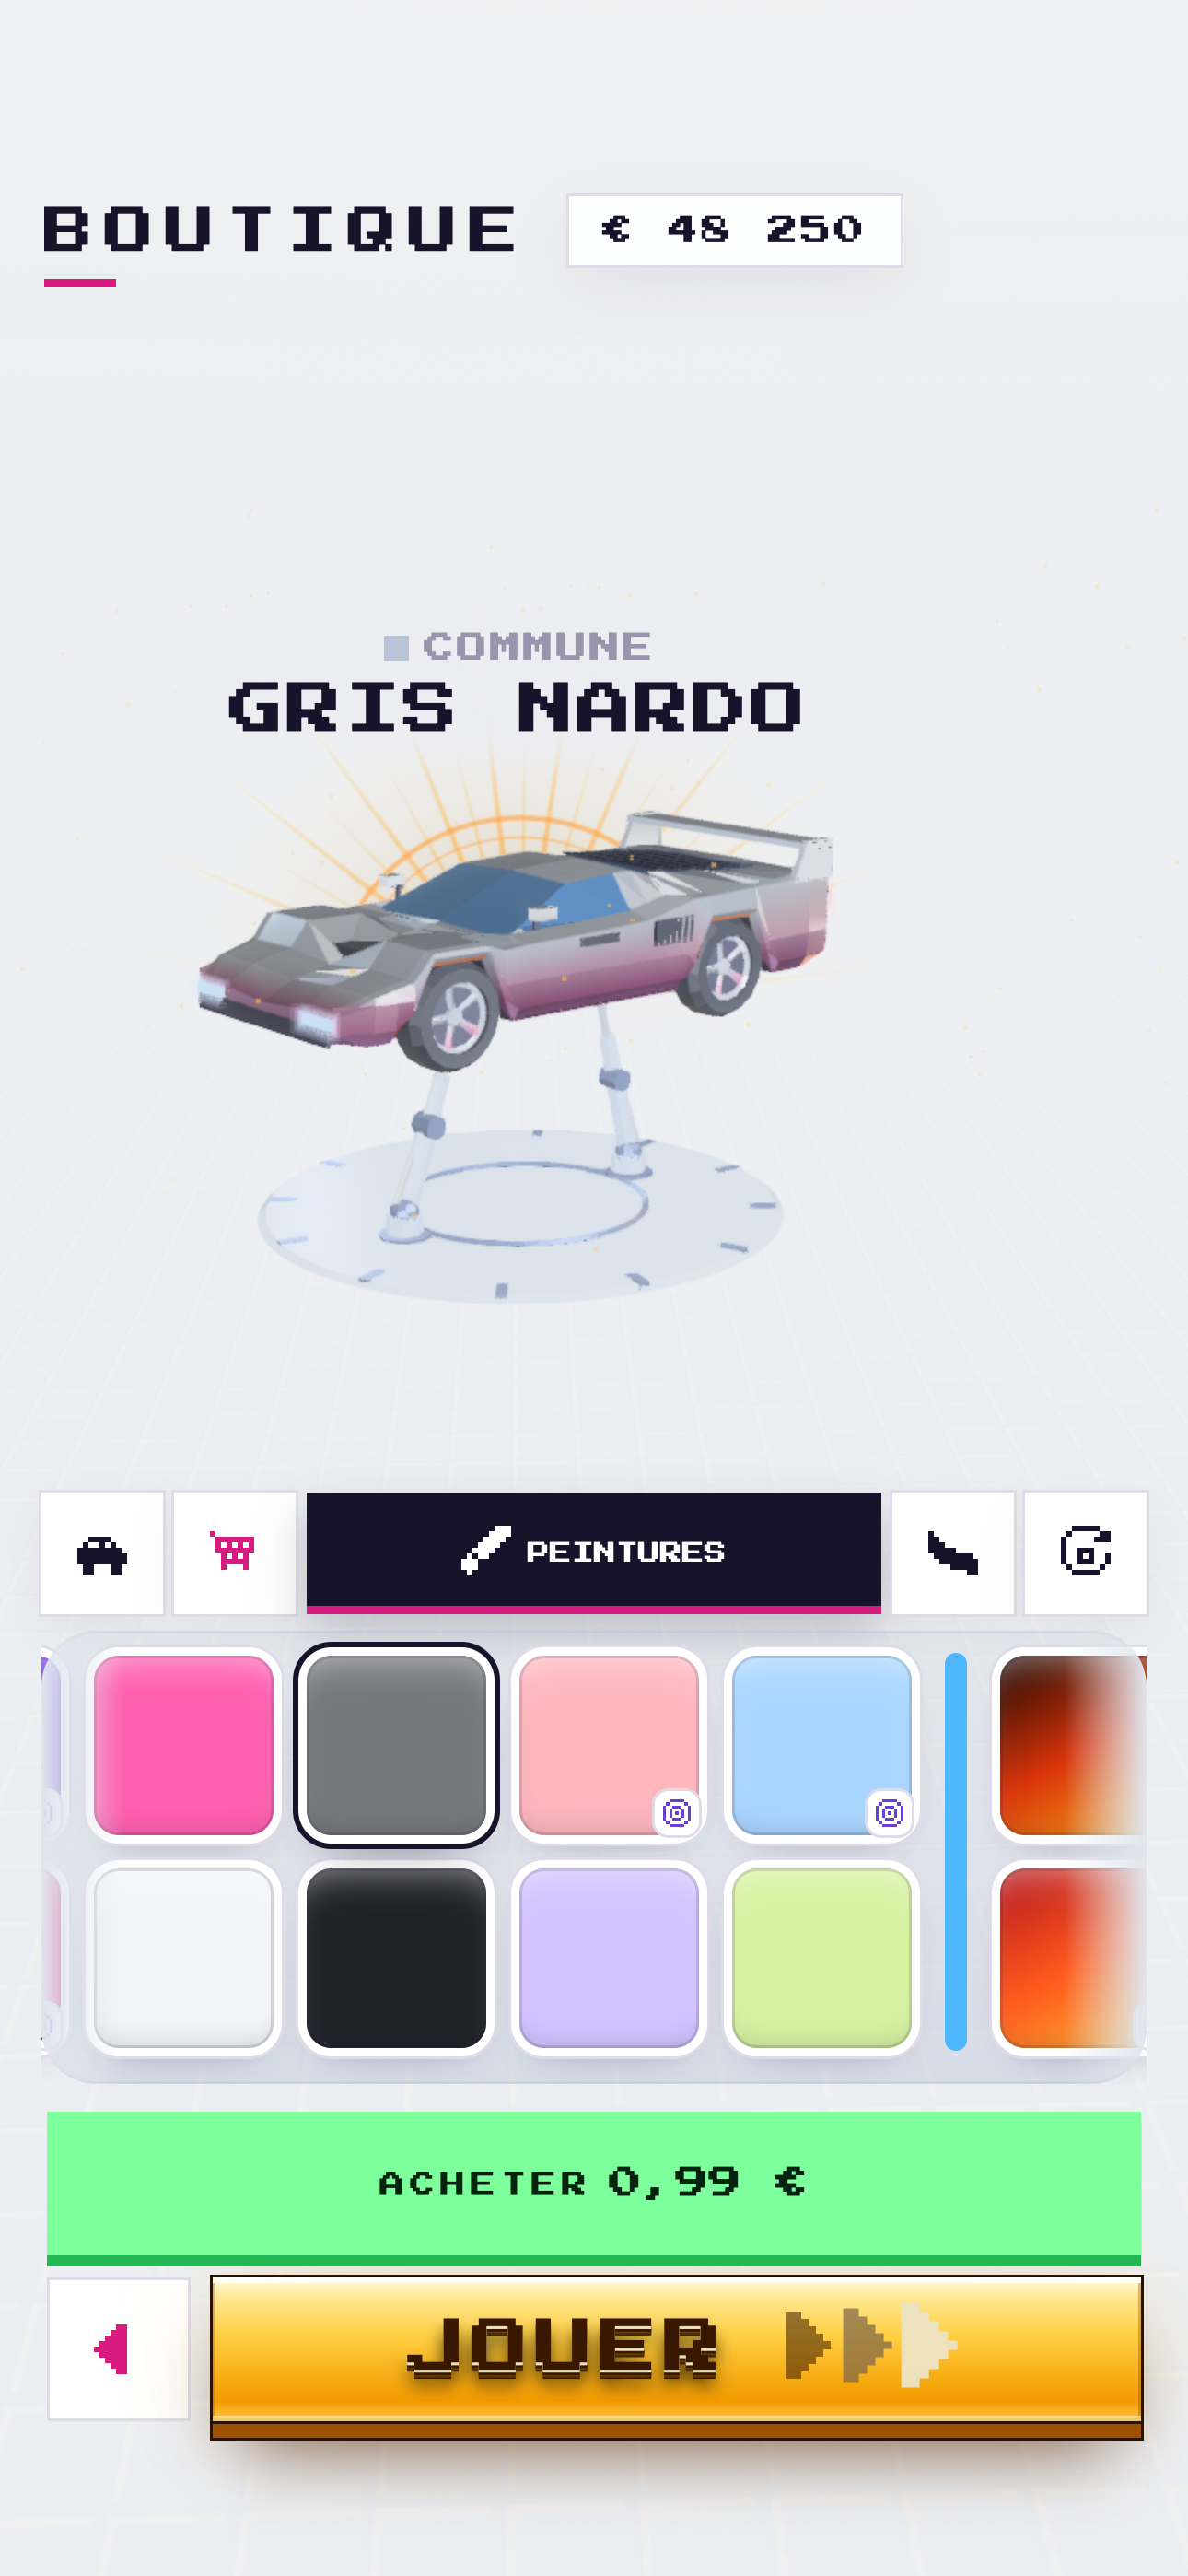 BOUTIQUE
€ 48 250
COMMUNE
GRIS NARDO
PEINTURES
ACHETER 0,99 €
JOUER